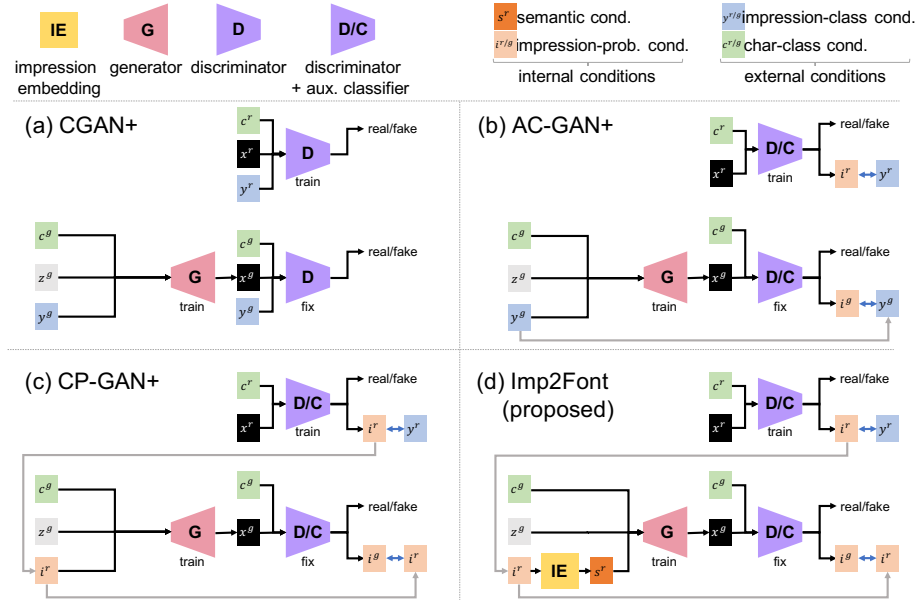 IE
G
D
D/C
impression
embedding
generator
discriminator
discriminator
+ aux. classifier
s^r semantic cond.
i^{r/g} impression-prob. cond.
internal conditions
y^{r/g} impression-class cond.
c^{r/g} char-class cond.
external conditions
(a) CGAN+
c^r
x^r
y^r
D
train
real/fake
c^g
z^g
y^g
G
train
c^g
x^g
y^g
D
fix
real/fake
(b) AC-GAN+
c^r
x^r
D/C
train
real/fake
i^r
y^r
c^g
z^g
y^g
G
train
c^g
x^g
D/C
fix
real/fake
i^g
y^g
(c) CP-GAN+
c^r
x^r
D/C
train
real/fake
i^r
y^r
c^g
z^g
i^r
G
train
c^g
x^g
D/C
fix
real/fake
i^g
i^r
(d) Imp2Font
(proposed)
c^r
x^r
D/C
train
real/fake
i^r
y^r
c^g
z^g
i^r
IE
s^r
G
train
c^g
x^g
D/C
fix
real/fake
i^g
i^r